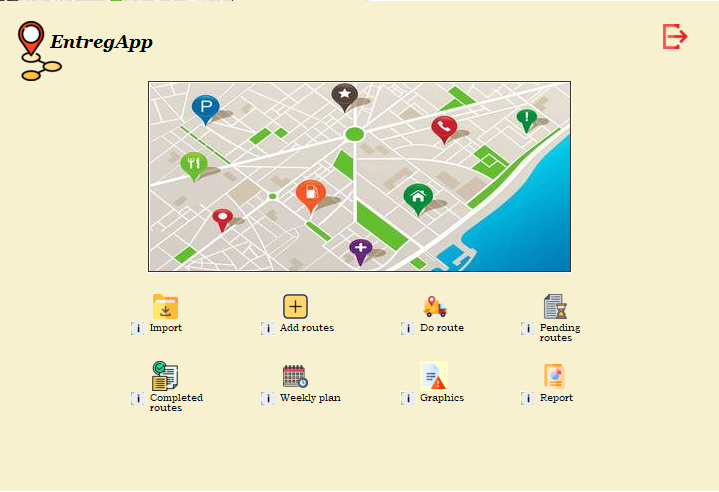 EntregApp
P
!
i Import
i Add routes
i Do route
i Pending
routes
i Completed
routes
i Weekly plan
i Graphics
i Report